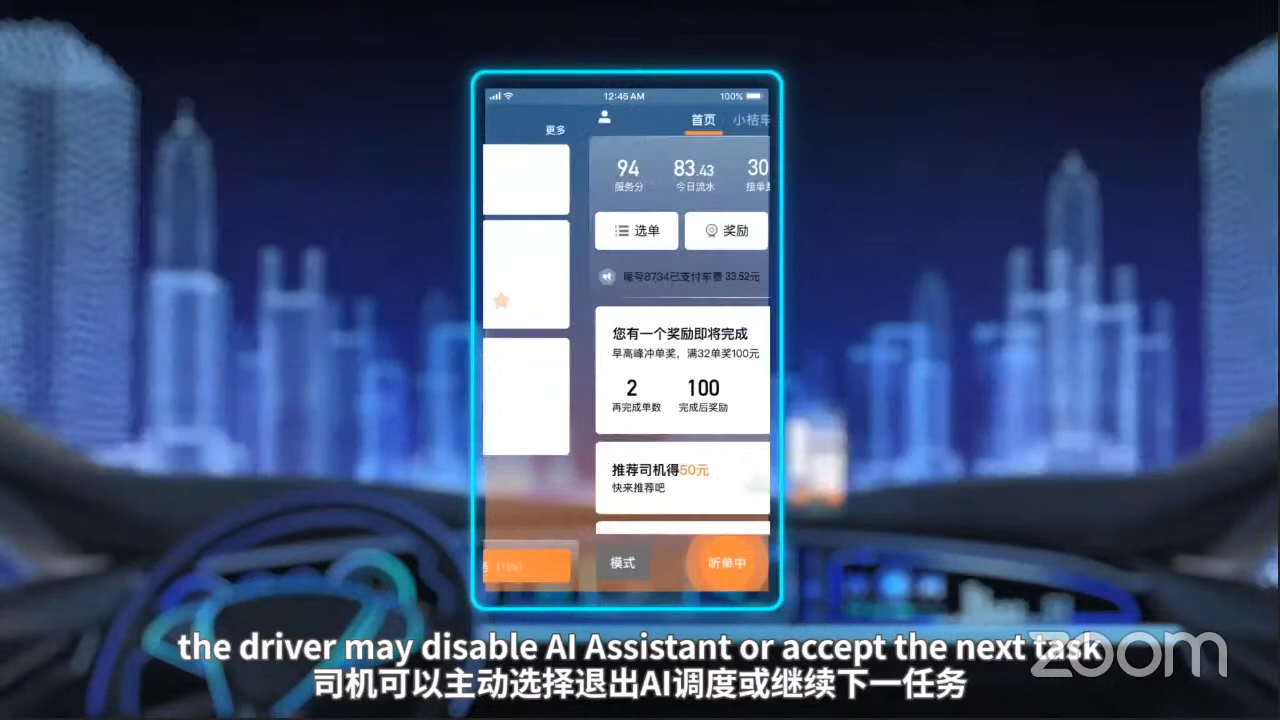 12:45 AM 100%
更多
首页 小桔车
94 83.43 30
服务分 今日流水 接单数
选单 奖励
尾号8734已支付车费 33.52元
您有一个奖励即将完成
早高峰冲单奖，满32单奖100元
2 100
再完成单数 完成后奖励
推荐司机得50元
快来推荐吧
模式 听单中
the driver may disable AI Assistant or accept the next task
司机可以主动选择退出AI调度或继续下一任务
zoom